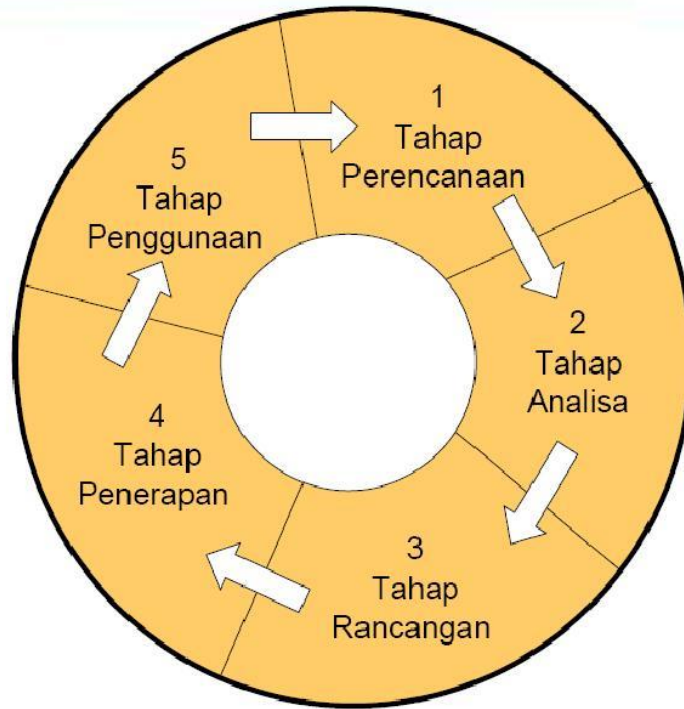 1
Tahap
Perencanaan
2
Tahap
Analisa
3
Tahap
Rancangan
4
Tahap
Penerapan
5
Tahap
Penggunaan